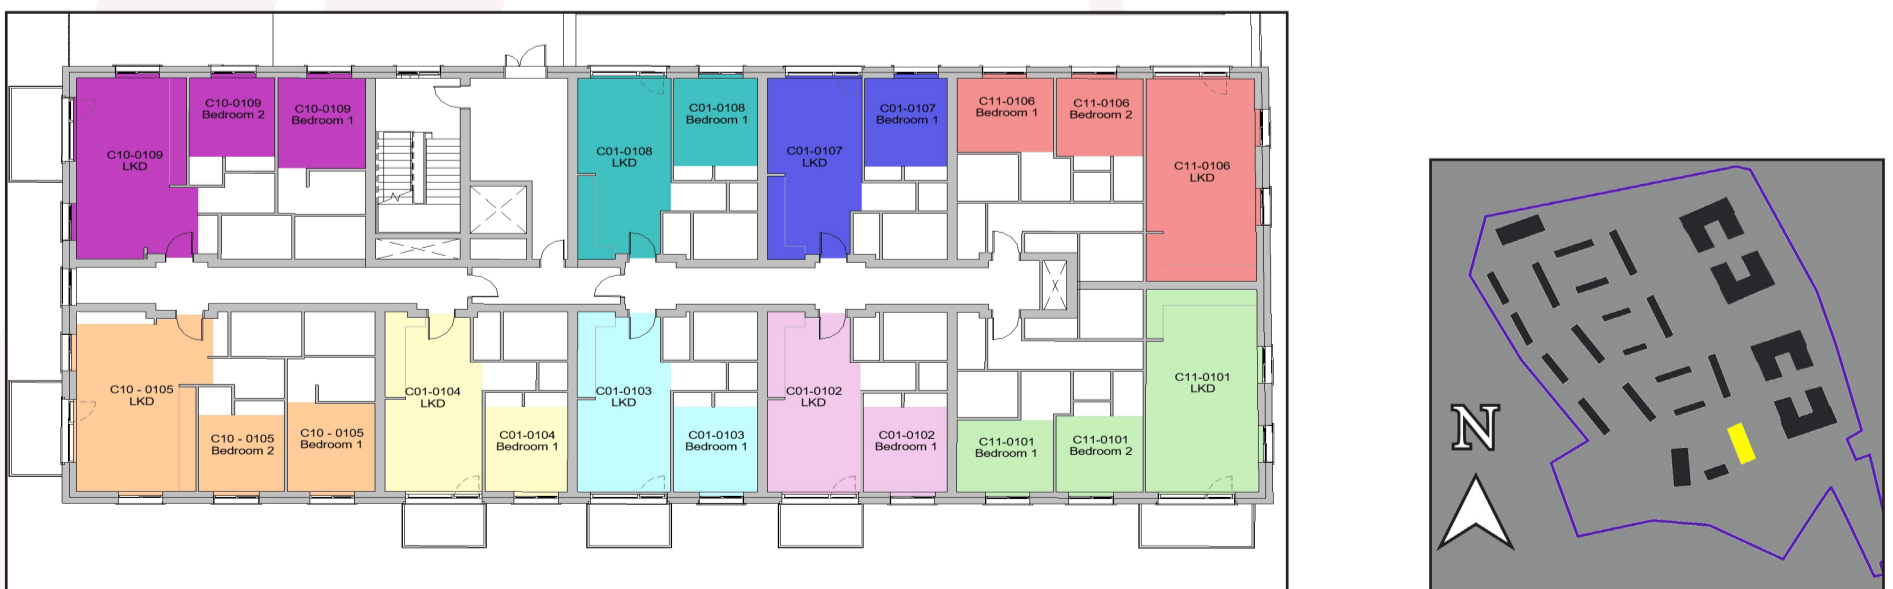 C10-0109
LKD
C10-0109
Bedroom 2
C10-0109
Bedroom 1
C01-0108
LKD
C01-0108
Bedroom 1
C01-0107
LKD
C01-0107
Bedroom 1
C11-0106
Bedroom 1
C11-0106
Bedroom 2
C11-0106
LKD
C10 - 0105
LKD
C10 - 0105
Bedroom 2
C10 - 0105
Bedroom 1
C01-0104
LKD
C01-0104
Bedroom 1
C01-0103
LKD
C01-0103
Bedroom 1
C01-0102
LKD
C01-0102
Bedroom 1
C11-0101
Bedroom 1
C11-0101
Bedroom 2
C11-0101
LKD
N